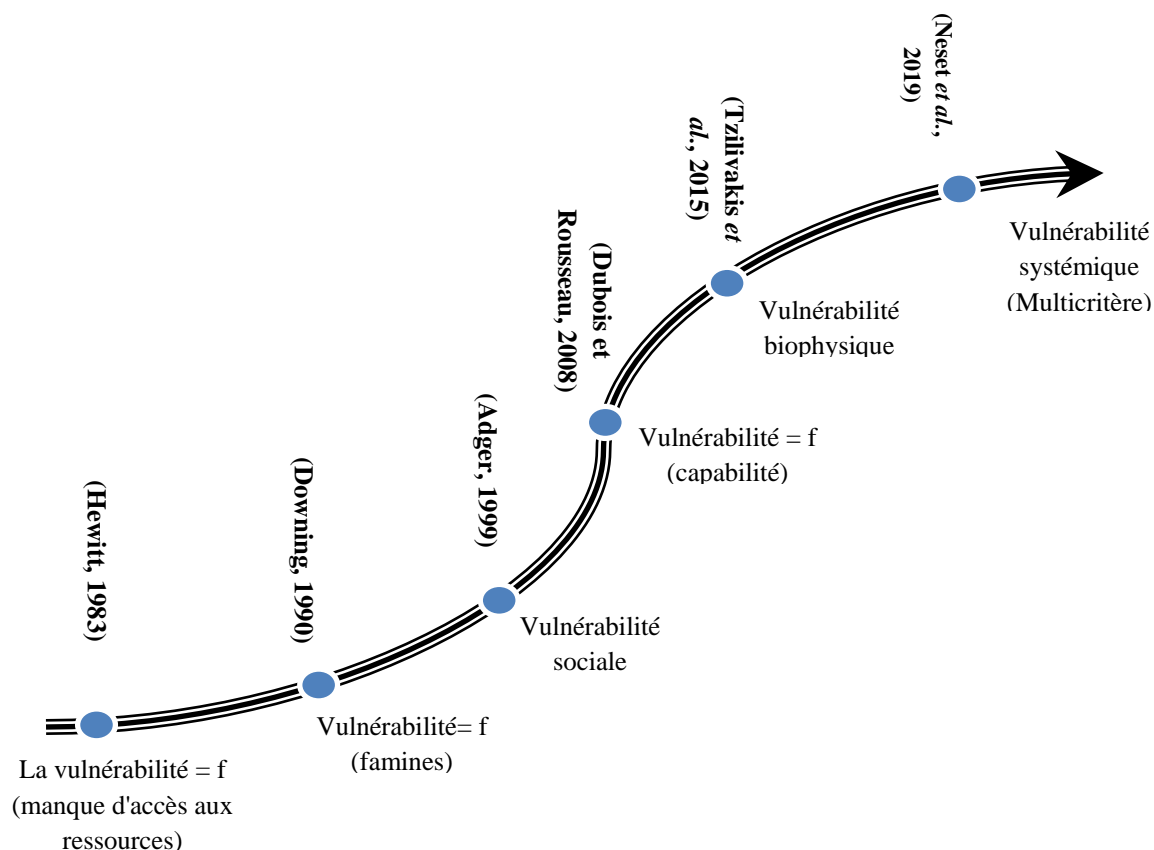 (Hewitt, 1983)
La vulnérabilité = f
(manque d'accès aux
ressources)
(Downing, 1990)
Vulnérabilité= f
(famines)
(Adger, 1999)
Vulnérabilité
sociale
(Dubois et
Rousseau, 2008)
Vulnérabilité = f
(capabilité)
(Tzilivakis et
al., 2015)
Vulnérabilité
biophysique
(Neset et al.,
2019)
Vulnérabilité
systémique
(Multicritère)